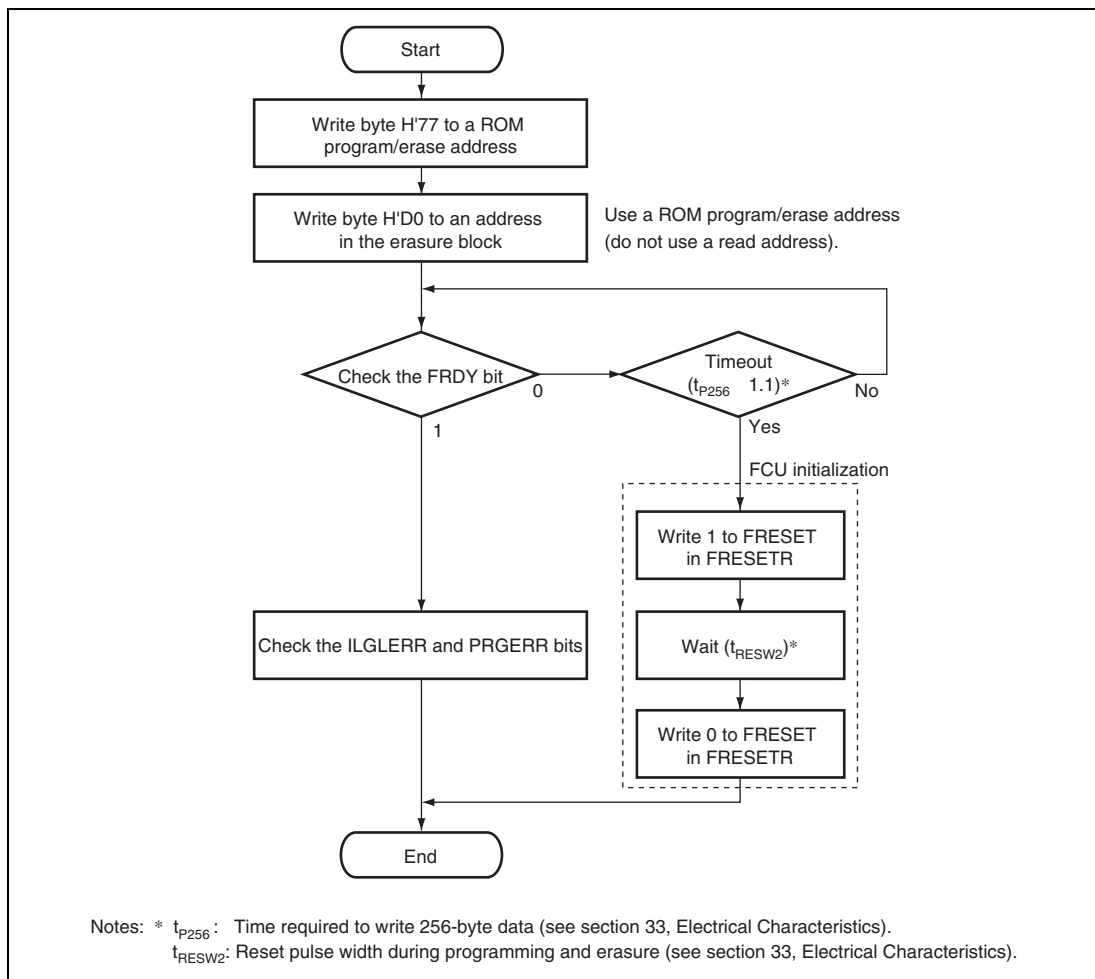 Start
Write byte H'77 to a ROM
program/erase address
Write byte H'D0 to an address
in the erasure block
Use a ROM program/erase address
(do not use a read address).
Check the FRDY bit
0
1
Timeout
(tP256 1.1)*
No
Yes
FCU initialization
Write 1 to FRESET
in FRESETR
Wait (tRESW2)*
Write 0 to FRESET
in FRESETR
Check the ILGLERR and PRGERR bits
End
Notes: * tP256 : Time required to write 256-byte data (see section 33, Electrical Characteristics).
tRESW2: Reset pulse width during programming and erasure (see section 33, Electrical Characteristics).